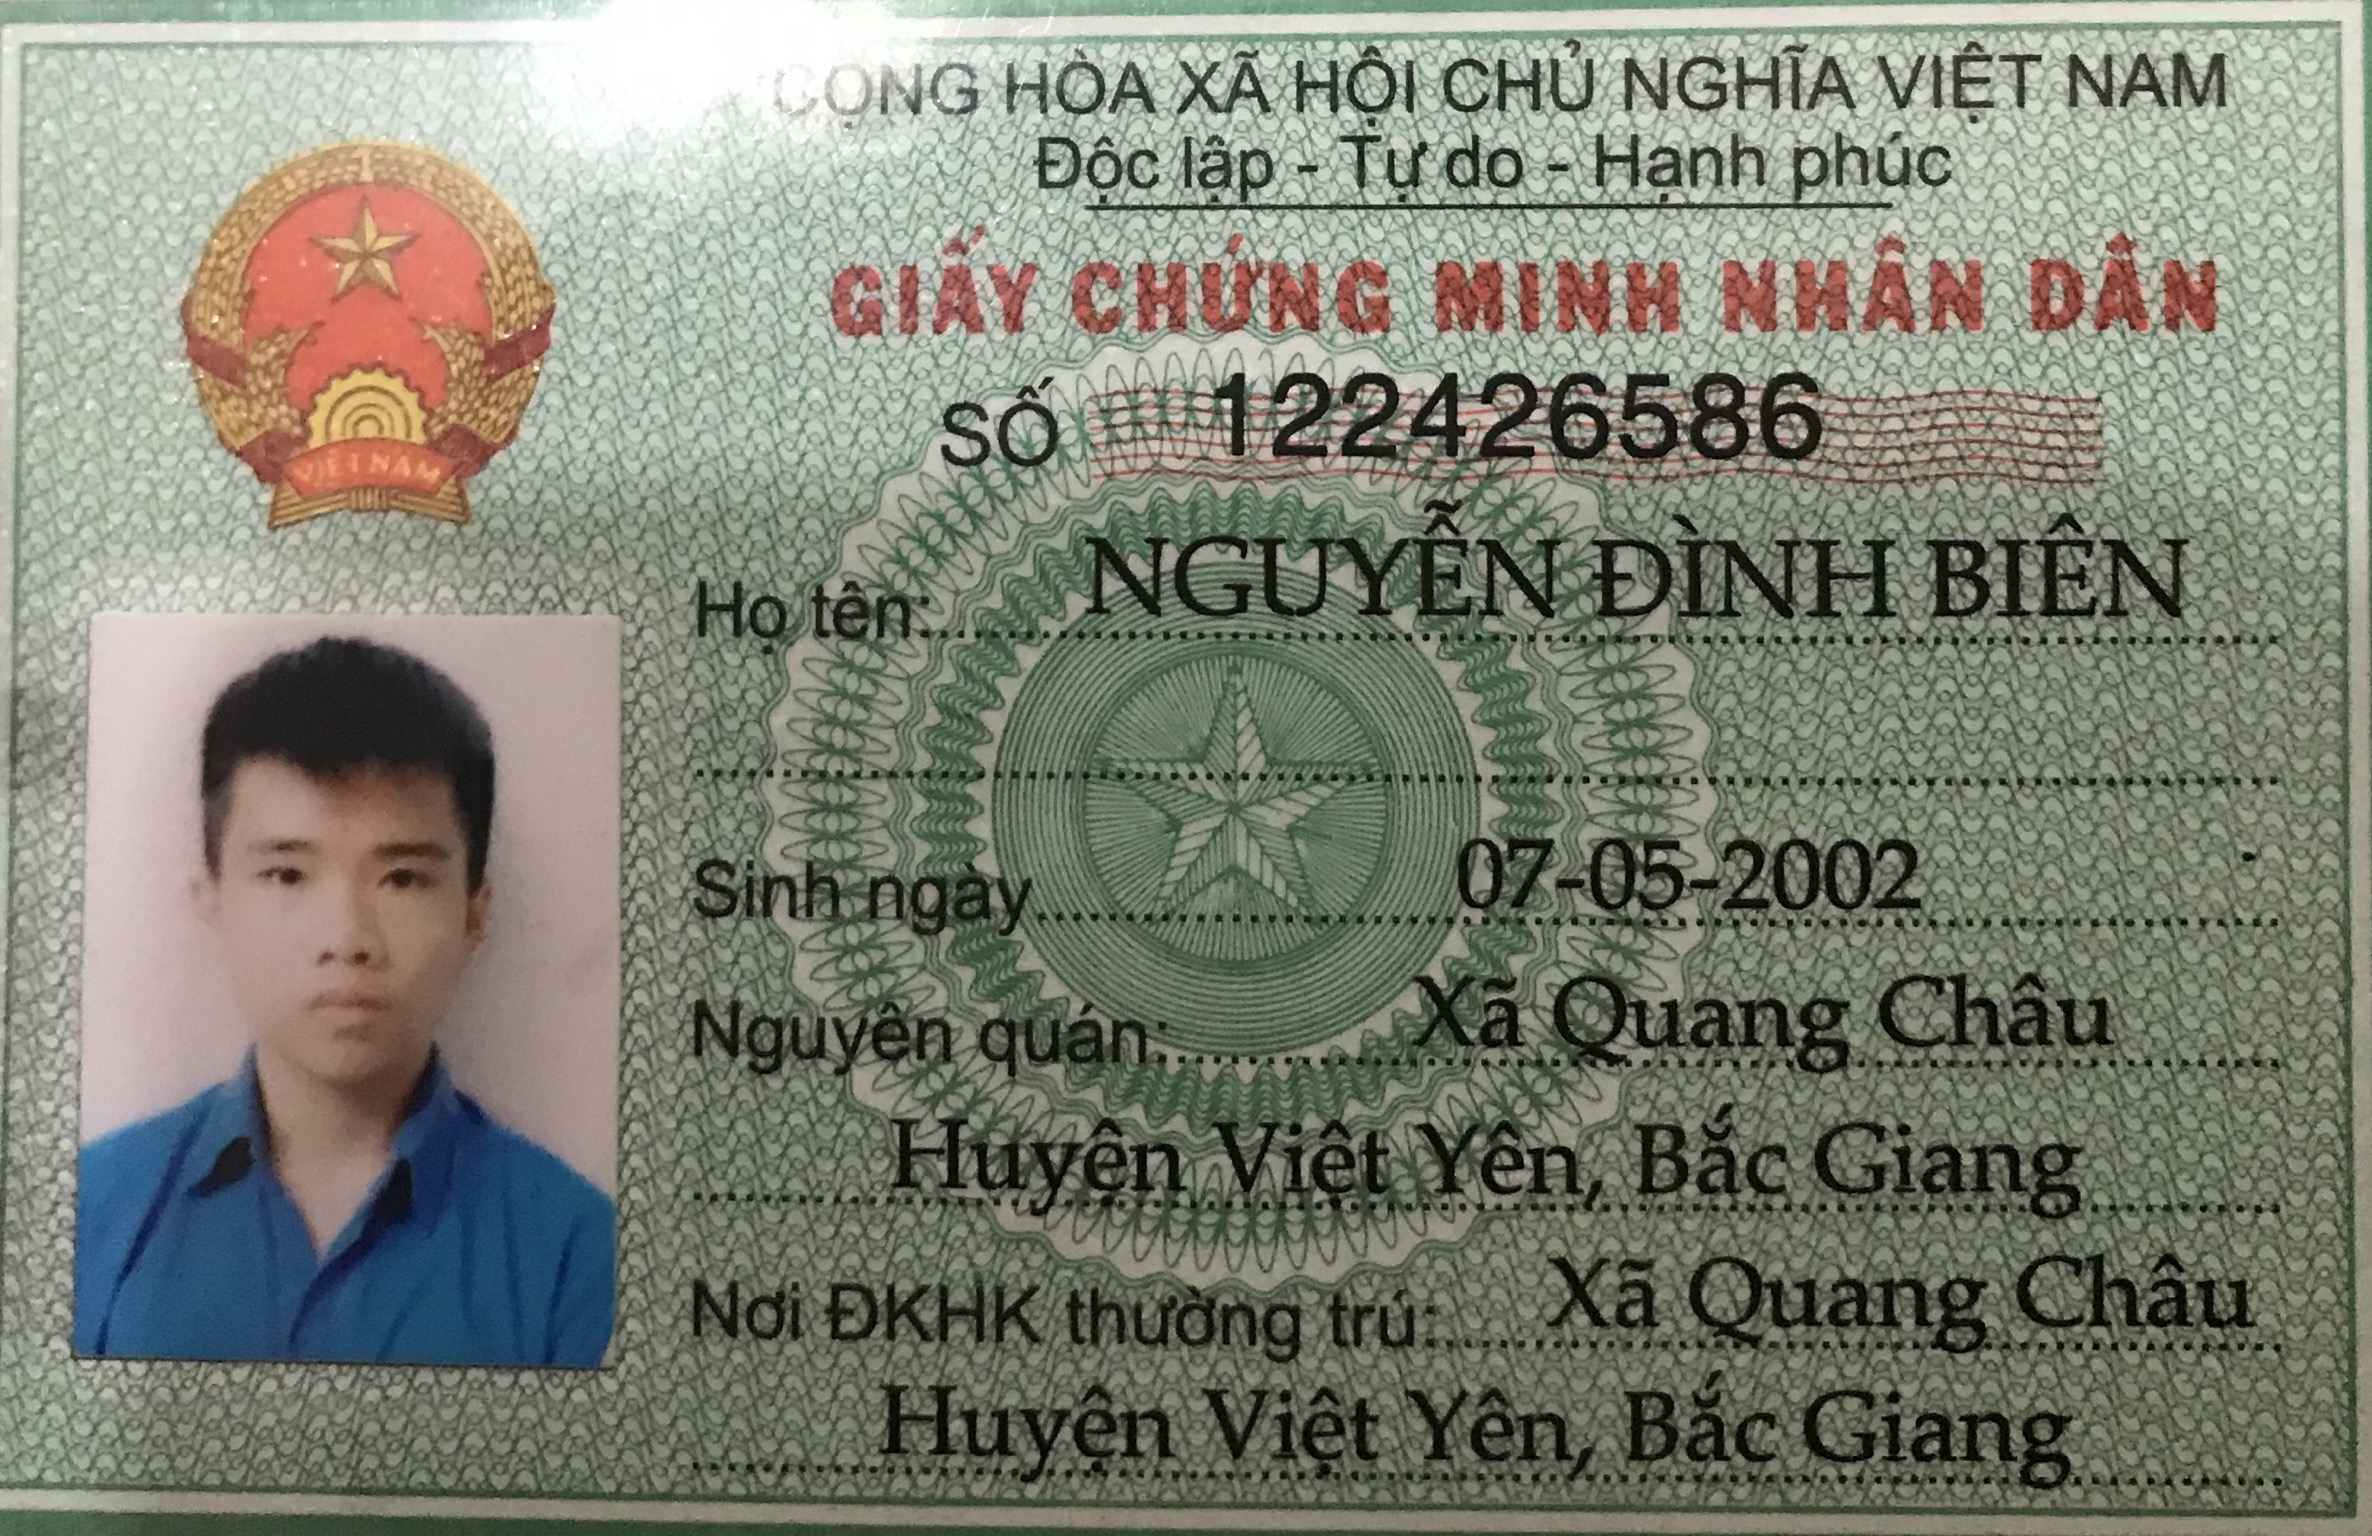 CỘNG HÒA XÃ HỘI CHỦ NGHĨA VIỆT NAM
Độc lập - Tự do - Hạnh phúc
GIẤY CHỨNG MINH NHÂN DÂN
SỐ 122426586
VIỆT NAM
Họ tên: NGUYỄN ĐÌNH BIÊN
Sinh ngày 07-05-2002
Nguyên quán: Xã Quang Châu
Huyện Việt Yên, Bắc Giang
Nơi ĐKHK thường trú: Xã Quang Châu
Huyện Việt Yên, Bắc Giang